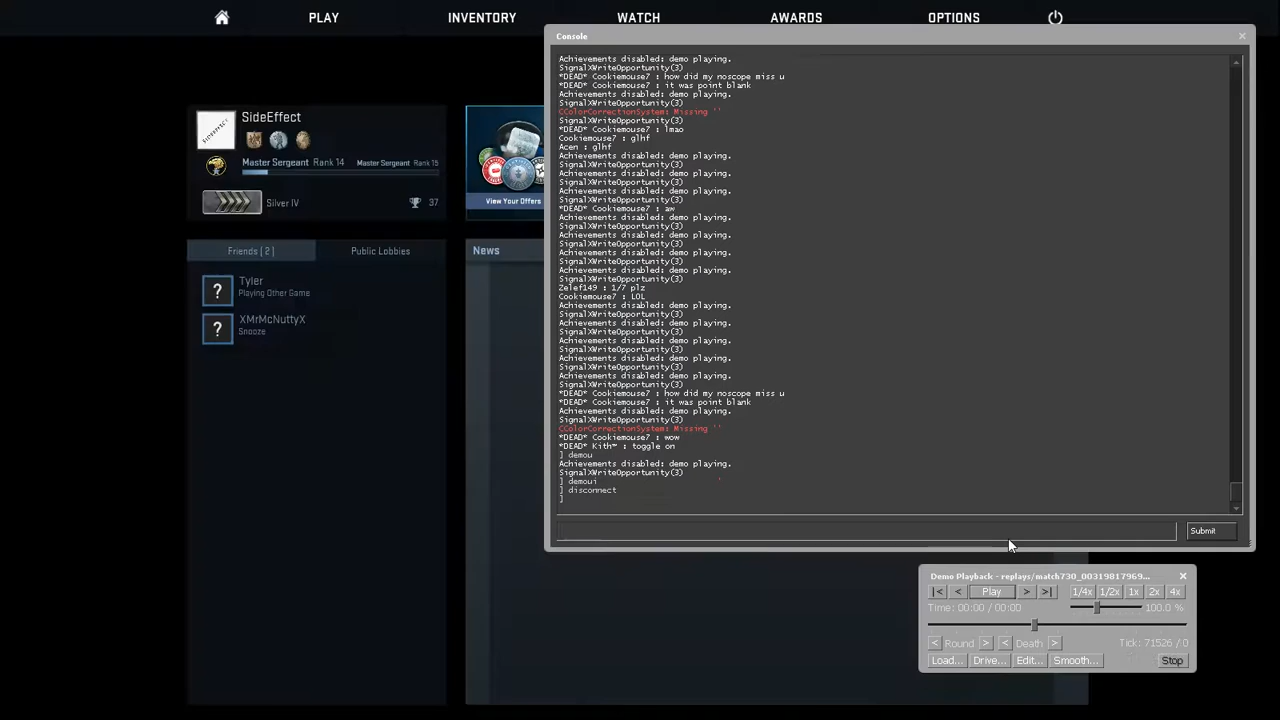 PLAY
INVENTORY
WATCH
AWARDS
OPTIONS
SideEffect
Master Sergeant Rank 14
Master Sergeant Rank 15
Silver IV
37
View Your Offers
Friends (2)
Public Lobbies
News
?
Tyler
Playing Other Game
?
XMrMcNuttyX
Snooze
Console
Achievements disabled: demo playing.
SignalXWriteOpportunity(3)
*DEAD* Cookiemouse7 : how did my noscope miss u
*DEAD* Cookiemouse7 : it was point blank
Achievements disabled: demo playing.
SignalXWriteOpportunity(3)
CColorCorrectionSystem: Missing ''
SignalXWriteOpportunity(3)
*DEAD* Cookiemouse7 : lmao
Cookiemouse7 : glhf
Acen : glhf
Achievements disabled: demo playing.
SignalXWriteOpportunity(3)
Achievements disabled: demo playing.
SignalXWriteOpportunity(3)
Achievements disabled: demo playing.
SignalXWriteOpportunity(3)
*DEAD* Cookiemouse7 : aw
Achievements disabled: demo playing.
SignalXWriteOpportunity(3)
Achievements disabled: demo playing.
SignalXWriteOpportunity(3)
Achievements disabled: demo playing.
SignalXWriteOpportunity(3)
Achievements disabled: demo playing.
SignalXWriteOpportunity(3)
Zelef149 : 1/7 plz
Cookiemouse7 : LOL
Achievements disabled: demo playing.
SignalXWriteOpportunity(3)
Achievements disabled: demo playing.
SignalXWriteOpportunity(3)
Achievements disabled: demo playing.
SignalXWriteOpportunity(3)
Achievements disabled: demo playing.
SignalXWriteOpportunity(3)
Achievements disabled: demo playing.
SignalXWriteOpportunity(3)
*DEAD* Cookiemouse7 : how did my noscope miss u
*DEAD* Cookiemouse7 : it was point blank
Achievements disabled: demo playing.
SignalXWriteOpportunity(3)
CColorCorrectionSystem: Missing ''
*DEAD* Cookiemouse7 : wow
*DEAD* Kith™ : toggle on
] demou
Achievements disabled: demo playing.
SignalXWriteOpportunity(3)
] demoui
] disconnect
]
Submit
Demo Playback - replays/match730_00319817969...
|< < Play > >| 1/4x 1/2x 1x 2x 4x
Time: 00:00 / 00:00 100.0 %
< Round > < Death > Tick: 71526 / 0
Load... Drive... Edit... Smooth... Stop